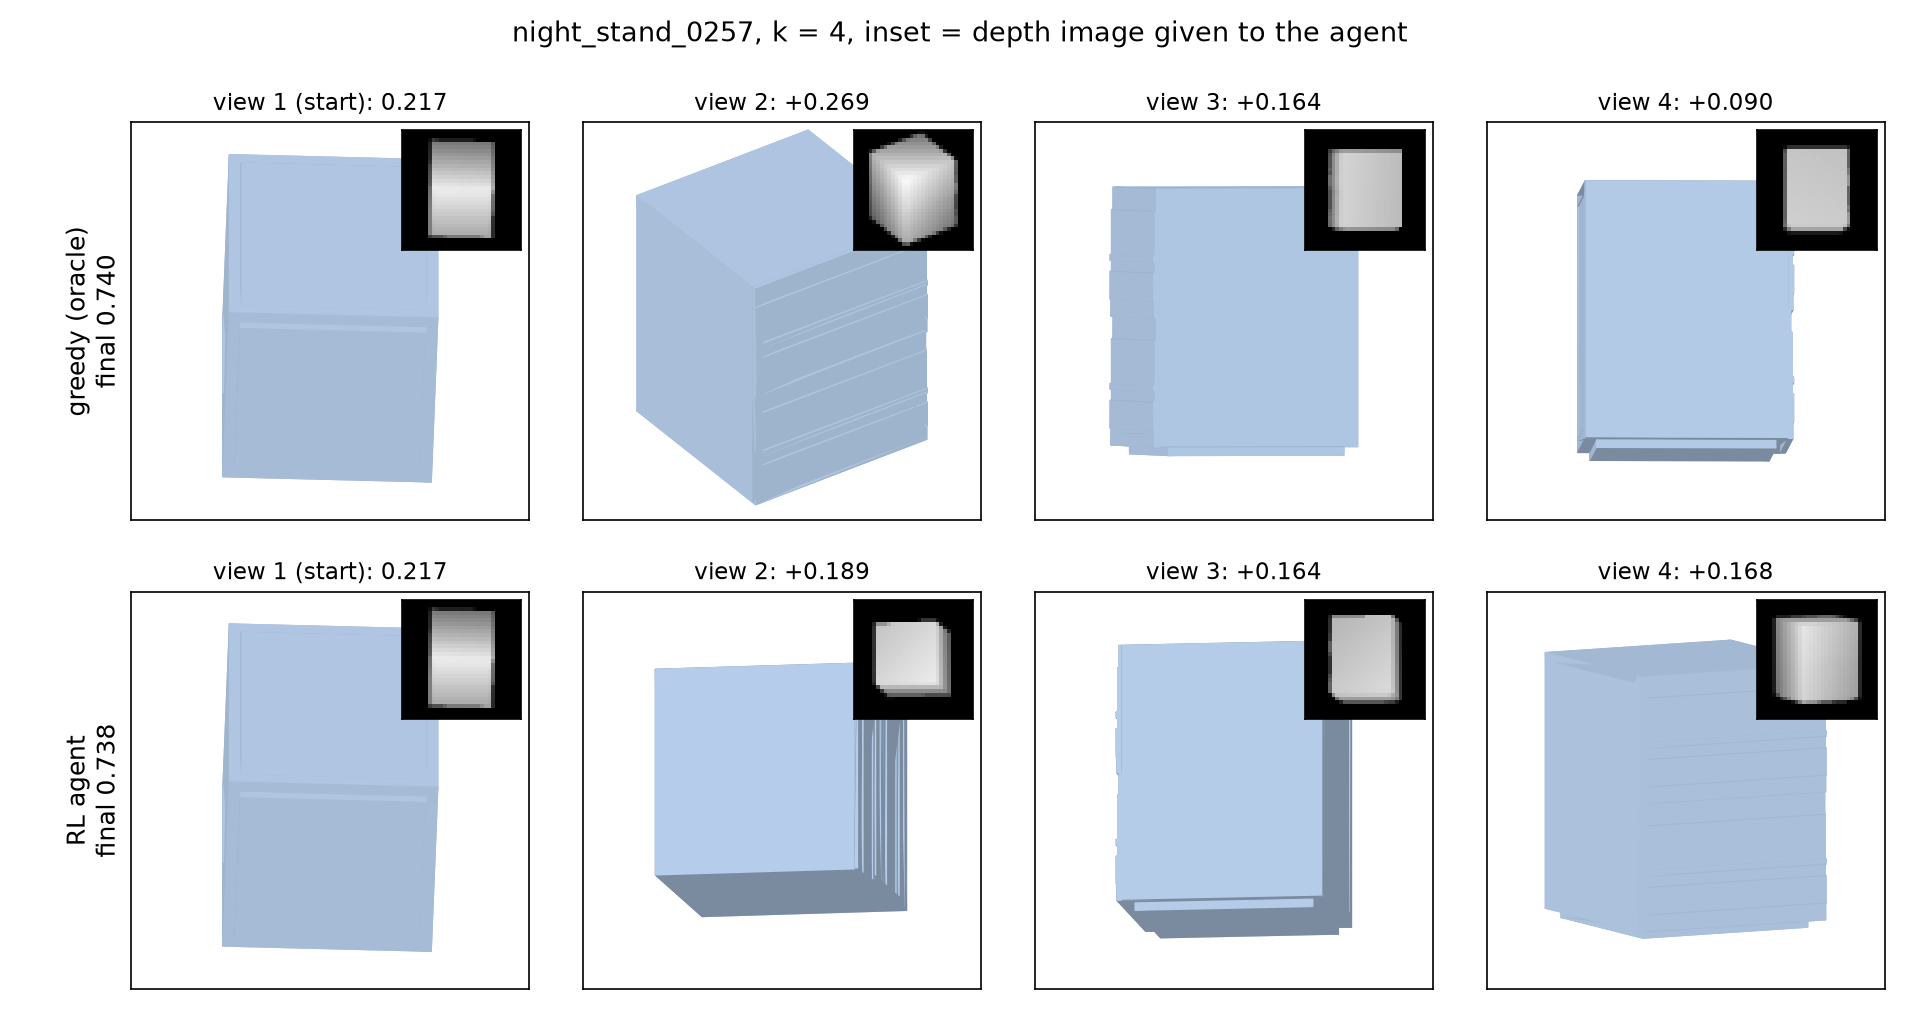 night_stand_0257, k = 4, inset = depth image given to the agent
greedy (oracle)
final 0.740
view 1 (start): 0.217
view 2: +0.269
view 3: +0.164
view 4: +0.090
RL agent
final 0.738
view 1 (start): 0.217
view 2: +0.189
view 3: +0.164
view 4: +0.168